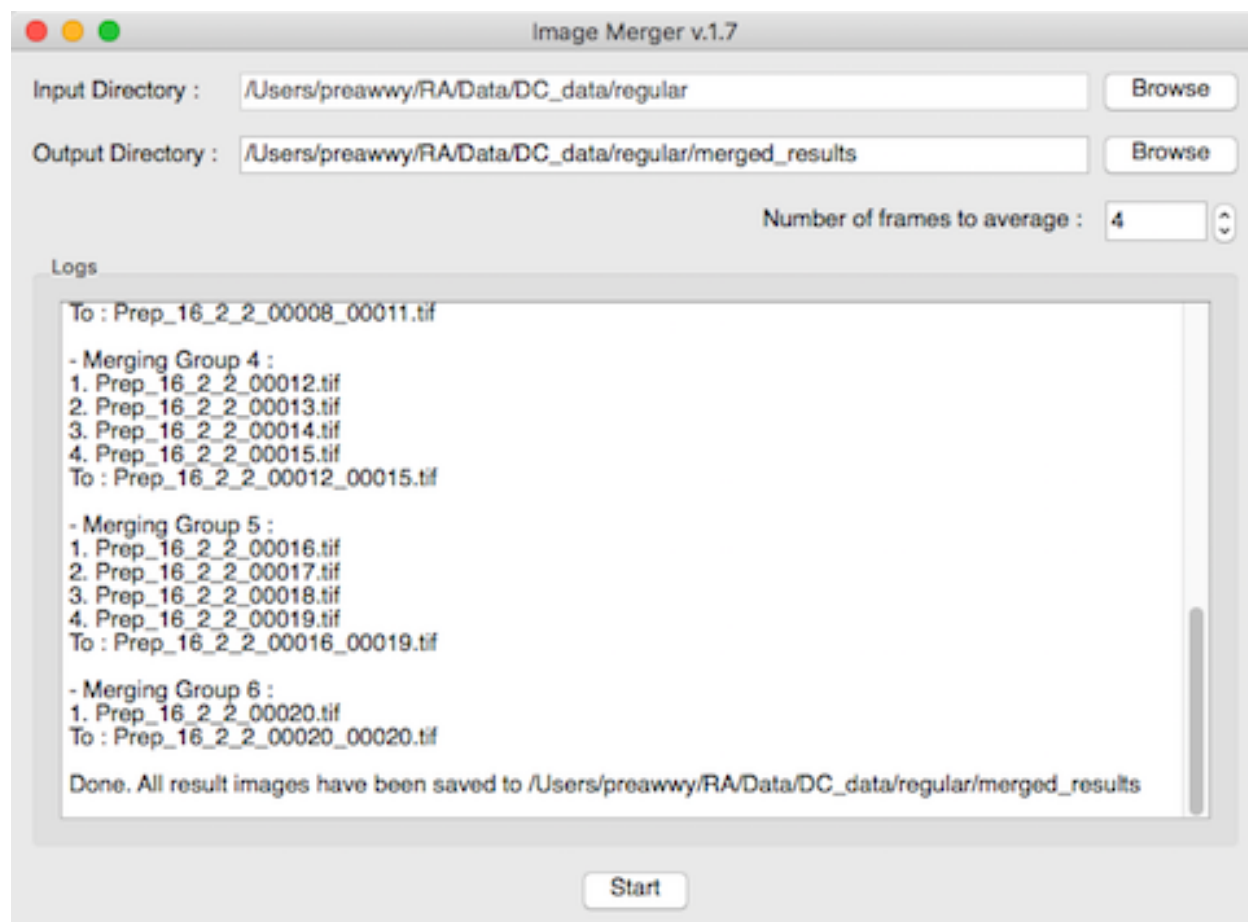 Image Merger v.1.7
Input Directory : /Users/preawwy/RA/Data/DC_data/regular Browse
Output Directory : /Users/preawwy/RA/Data/DC_data/regular/merged_results Browse
Number of frames to average : 4
Logs
To : Prep_16_2_2_00008_00011.tif
- Merging Group 4 :
1. Prep_16_2_2_00012.tif
2. Prep_16_2_2_00013.tif
3. Prep_16_2_2_00014.tif
4. Prep_16_2_2_00015.tif
To : Prep_16_2_2_00012_00015.tif
- Merging Group 5 :
1. Prep_16_2_2_00016.tif
2. Prep_16_2_2_00017.tif
3. Prep_16_2_2_00018.tif
4. Prep_16_2_2_00019.tif
To : Prep_16_2_2_00016_00019.tif
- Merging Group 6 :
1. Prep_16_2_2_00020.tif
To : Prep_16_2_2_00020_00020.tif
Done. All result images have been saved to /Users/preawwy/RA/Data/DC_data/regular/merged_results
Start